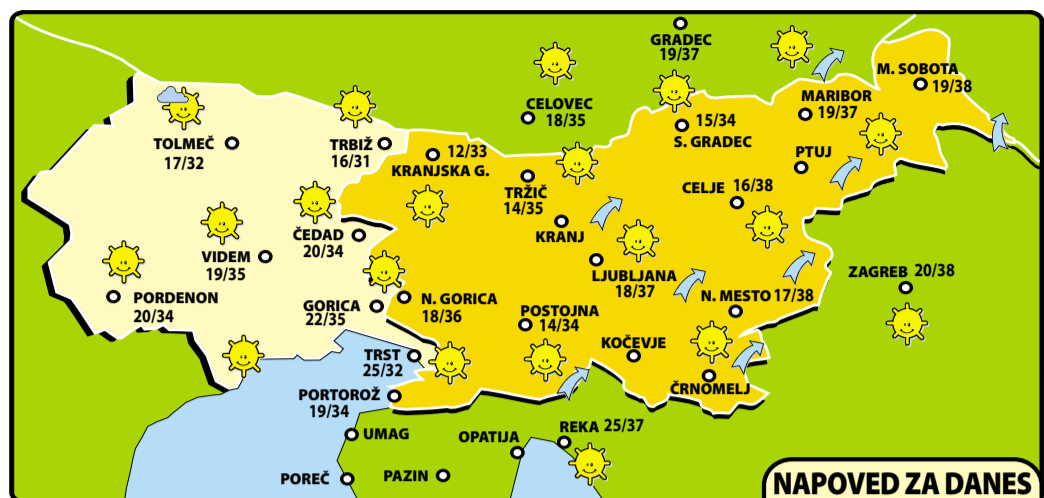 GRADEC
19/37
M. SOBOTA
19/38
CELOVEC
18/35
MARIBOR
19/37
15/34
S. GRADEC
TOLMEČ
17/32
TRBIŽ
16/31
12/33
KRANJSKA G.
PTUJ
TRŽIČ
14/35
CELJE 16/38
KRANJ
ČEDAD
20/34
VIDEM
19/35
LJUBLJANA
18/37
ZAGREB 20/38
PORDENON
20/34
GORICA
22/35
N. GORICA
18/36
N. MESTO 17/38
POSTOJNA
14/34
KOČEVJE
TRST
25/32
ČRNOMELJ
PORTOROŽ
19/34
UMAG
OPATIJA
REKA 25/37
POREČ
PAZIN
NAPOVED ZA DANES